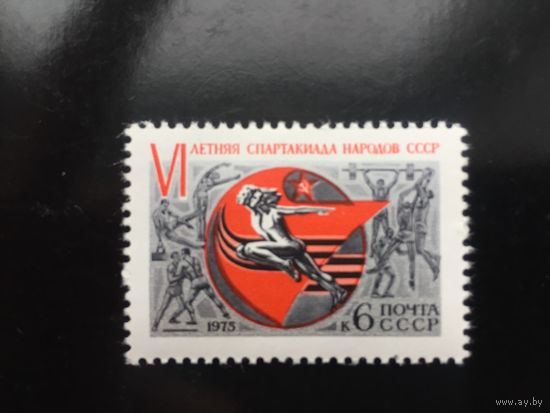 VI ЛЕТНЯЯ СПАРТАКИАДА НАРОДОВ СССР
1975
К 6 ПОЧТА
СССР
www.ay.by